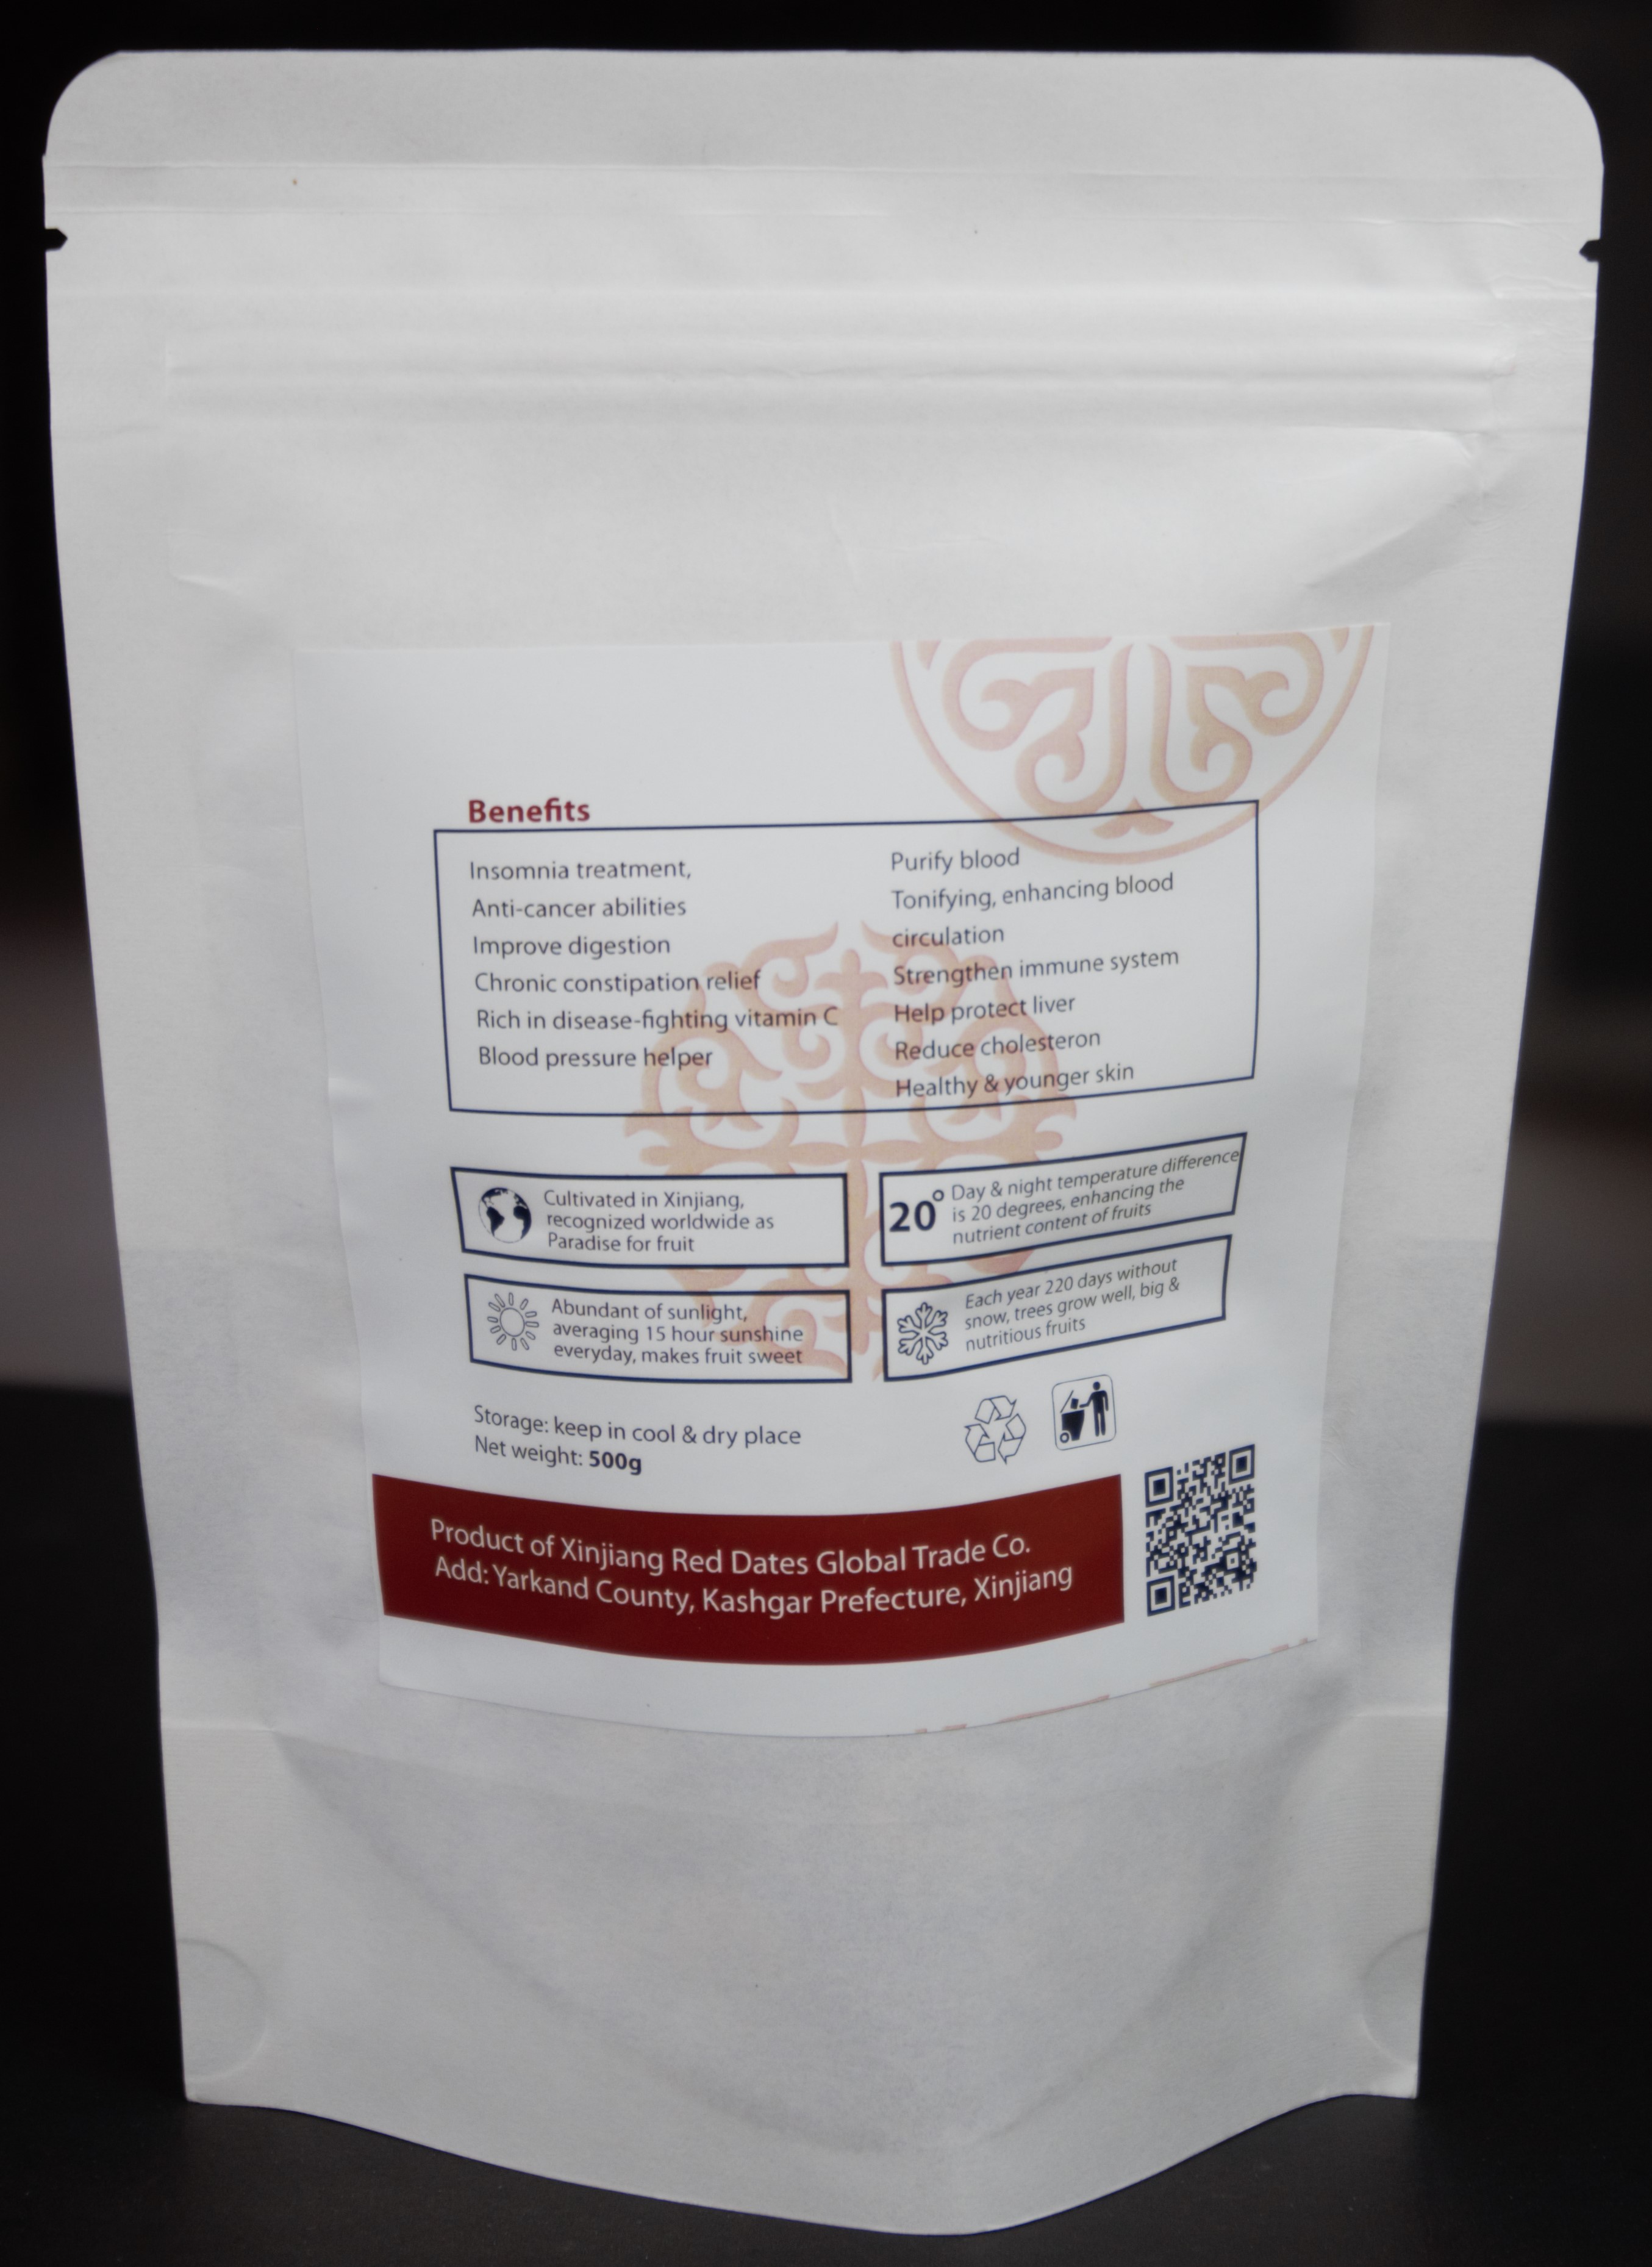 Benefits
Insomnia treatment,
Anti-cancer abilities
Improve digestion
Chronic constipation relief
Rich in disease-fighting vitamin C
Blood pressure helper
Purify blood
Tonifying, enhancing blood
circulation
Strengthen immune system
Help protect liver
Reduce cholesteron
Healthy & younger skin
Cultivated in Xinjiang,
recognized worldwide as
Paradise for fruit
20°
Day & night temperature difference
is 20 degrees, enhancing the
nutrient content of fruits
Abundant of sunlight,
averaging 15 hour sunshine
everyday, makes fruit sweet
Each year 220 days without
snow, trees grow well, big &
nutritious fruits
Storage: keep in cool & dry place
Net weight: 500g
Product of Xinjiang Red Dates Global Trade Co.
Add: Yarkand County, Kashgar Prefecture, Xinjiang